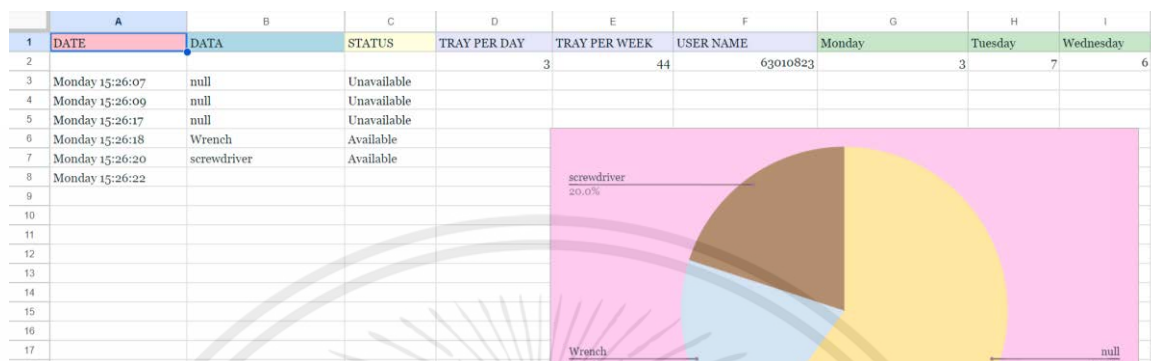 A B C D E F G H I
1 DATE DATA STATUS TRAY PER DAY TRAY PER WEEK USER NAME Monday Tuesday Wednesday
2 3 44 63010823 3 7 6
3 Monday 15:26:07 null Unavailable
4 Monday 15:26:09 null Unavailable
5 Monday 15:26:17 null Unavailable
6 Monday 15:26:18 Wrench Available
7 Monday 15:26:20 screwdriver Available
8 Monday 15:26:22
9
10
11
12
13
14
15
16
17
screwdriver
20.0%
Wrench
null